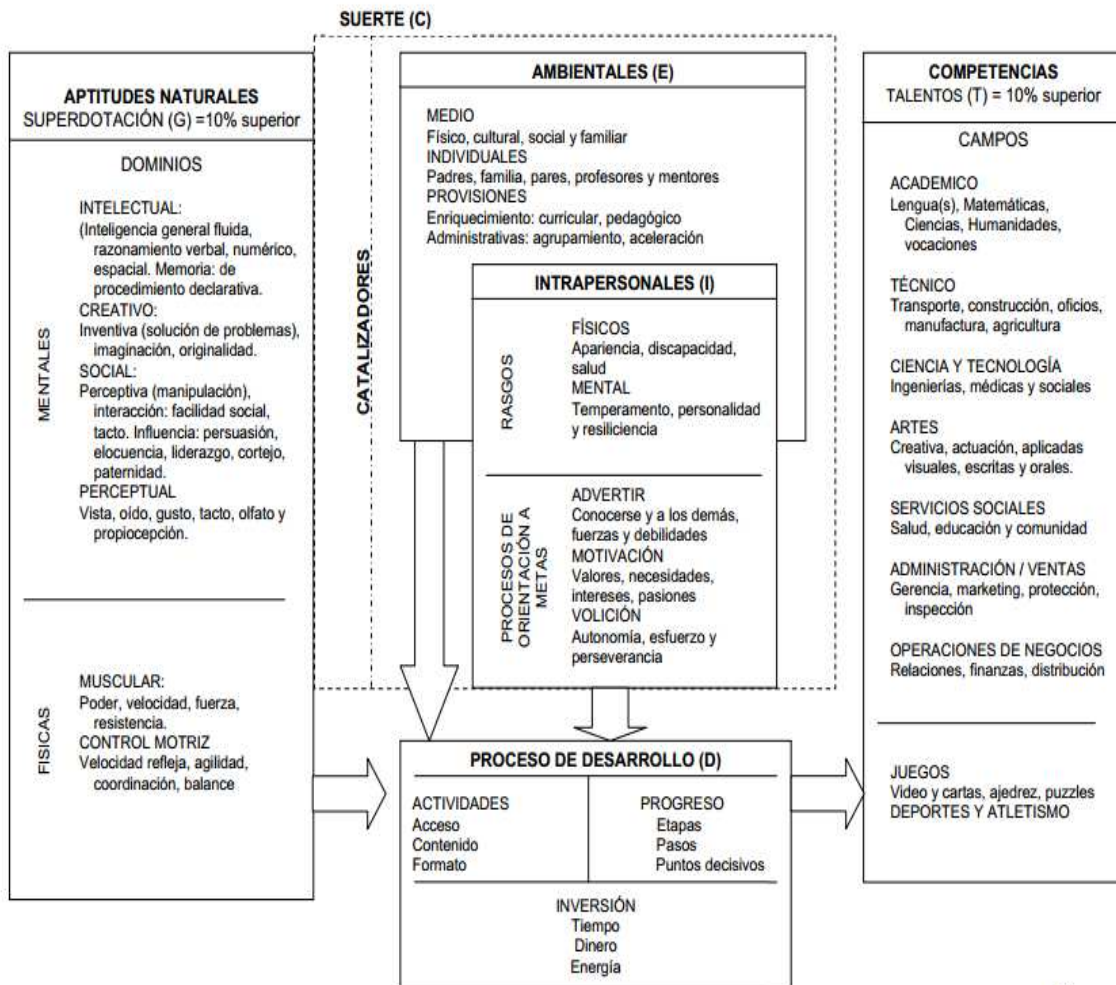 SUERTE (C)
APTITUDES NATURALES
SUPERDOTACIÓN (G) =10% superior
DOMINIOS
MENTALES
INTELECTUAL:
(Inteligencia general fluida,
razonamiento verbal, numérico,
espacial. Memoria: de
procedimiento declarativa.
CREATIVO:
Inventiva (solución de problemas),
imaginación, originalidad.
SOCIAL:
Perceptiva (manipulación),
interacción: facilidad social,
tacto. Influencia: persuasión,
elocuencia, liderazgo, cortejo,
paternidad.
PERCEPTUAL
Vista, oído, gusto, tacto, olfato y
propiocepción.
FISICAS
MUSCULAR:
Poder, velocidad, fuerza,
resistencia.
CONTROL MOTRIZ
Velocidad refleja, agilidad,
coordinación, balance
CATALIZADORES
AMBIENTALES (E)
MEDIO
Físico, cultural, social y familiar
INDIVIDUALES
Padres, familia, pares, profesores y mentores
PROVISIONES
Enriquecimiento: curricular, pedagógico
Administrativas: agrupamiento, aceleración
INTRAPERSONALES (I)
RASGOS
FÍSICOS
Apariencia, discapacidad,
salud
MENTAL
Temperamento, personalidad
y resiliciencia
PROCESOS DE
ORIENTACIÓN A
METAS
ADVERTIR
Conocerse y a los demás,
fuerzas y debilidades
MOTIVACIÓN
Valores, necesidades,
intereses, pasiones
VOLICIÓN
Autonomía, esfuerzo y
perseverancia
PROCESO DE DESARROLLO (D)
ACTIVIDADES
Acceso
Contenido
Formato
PROGRESO
Etapas
Pasos
Puntos decisivos
INVERSIÓN
Tiempo
Dinero
Energía
COMPETENCIAS
TALENTOS (T) = 10% superior
CAMPOS
ACADEMICO
Lengua(s), Matemáticas,
Ciencias, Humanidades,
vocaciones
TÉCNICO
Transporte, construcción, oficios,
manufactura, agricultura
CIENCIA Y TECNOLOGÍA
Ingenierías, médicas y sociales
ARTES
Creativa, actuación, aplicadas
visuales, escritas y orales.
SERVICIOS SOCIALES
Salud, educación y comunidad
ADMINISTRACIÓN / VENTAS
Gerencia, marketing, protección,
inspección
OPERACIONES DE NEGOCIOS
Relaciones, finanzas, distribución
JUEGOS
Video y cartas, ajedrez, puzzles
DEPORTES Y ATLETISMO